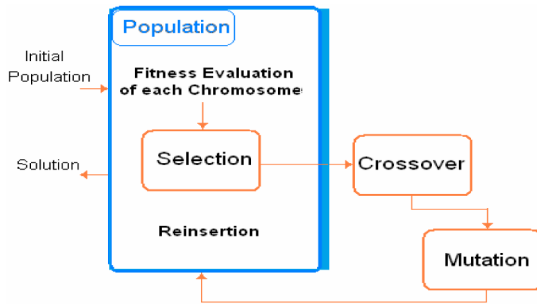 Population
Initial
Population
Fitness Evaluation
of each Chromosome
Selection
Crossover
Solution
Reinsertion
Mutation